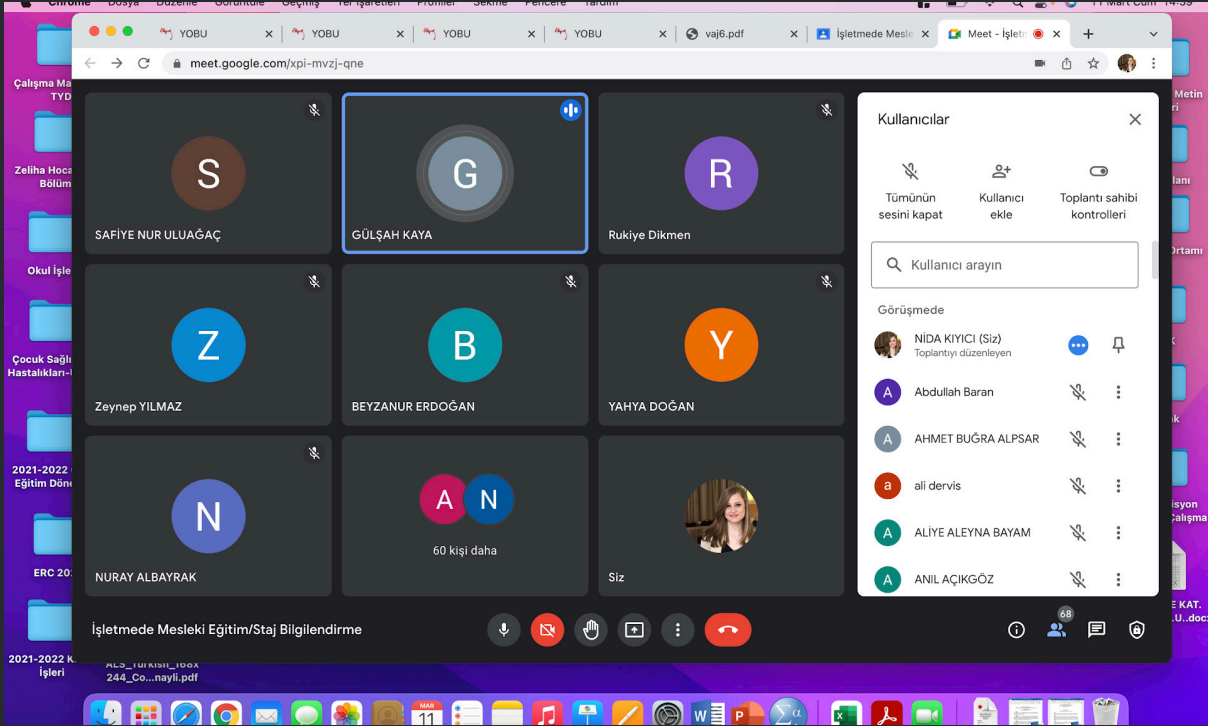 Chrome Dosya Düzenle Görüntüle Geçmiş Yer İşaretleri Profiller Sekme Pencere Yardım 11 Mart Cum 14:39
YOBU YOBU YOBU YOBU vaj6.pdf İşletmede Mesle Meet - İşletm
meet.google.com/xpi-mvzj-qne
Çalışma Ma
TYD
Zeliha Hoca
Bölüm
Okul İşle
Çocuk Sağlı
Hastalıkları-
2021-2022
Eğitim Dön
ERC 20
2021-2022 K
İşleri
ALS_Turkish_168x
244_Co...nayli.pdf
S
SAFİYE NUR ULUAĞAÇ
G
GÜLŞAH KAYA
R
Rukiye Dikmen
Z
Zeynep YILMAZ
B
BEYZANUR ERDOĞAN
Y
YAHYA DOĞAN
N
NURAY ALBAYRAK
A N
60 kişi daha
Siz
Kullanıcılar
Tümünün
sesini kapat
Kullanıcı
ekle
Toplantı sahibi
kontrolleri
Kullanıcı arayın
Görüşmede
NİDA KIYICI (Siz)
Toplantıyı düzenleyen
A Abdullah Baran
A AHMET BUĞRA ALPSAR
a ali dervis
A ALİYE ALEYNA BAYAM
A ANIL AÇIKGÖZ
Metin
lanı
Ortamı
isyon
Çalışma
E KAT.
.U..doc
İşletmede Mesleki Eğitim/Staj Bilgilendirme
68
MAR
11
W
P
X